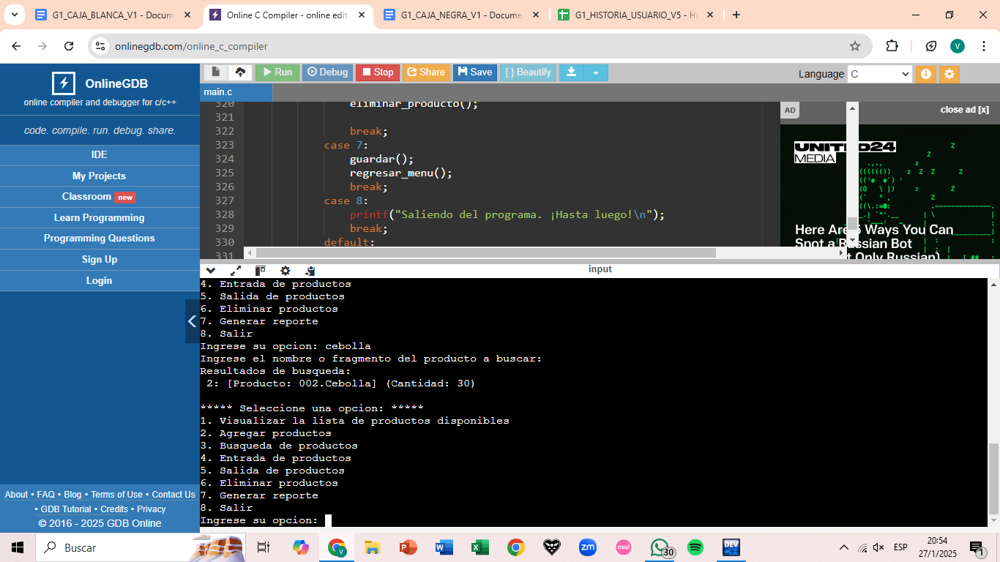 G1_CAJA_BLANCA_V1 - Docume
Online C Compiler - online edit
G1_CAJA_NEGRA_V1 - Docume
G1_HISTORIA_USUARIO_V5 - H
onlinegdb.com/online_c_compiler
V
OnlineGDB
online compiler and debugger for c/c++
code. compile. run. debug. share.
IDE
My Projects
Classroom new
Learn Programming
Programming Questions
Sign Up
Login
About • FAQ • Blog • Terms of Use • Contact Us
• GDB Tutorial • Credits • Privacy
© 2016 - 2025 GDB Online
Run Debug Stop Share Save { } Beautify
Language C
main.c
320 eliminar_producto();
321
322 break;
323 case 7:
324 guardar();
325 regresar_menu();
326 break;
327 case 8:
328 printf("Saliendo del programa. ¡Hasta luego!\n");
329 break;
330 default:
331
AD
close ad [x]
UNITED24
MEDIA
Here Are 5 Ways You Can
Spot a Russian Bot
t Only Russian)
input
4. Entrada de productos
5. Salida de productos
6. Eliminar productos
7. Generar reporte
8. Salir
Ingrese su opcion: cebolla
Ingrese el nombre o fragmento del producto a buscar:
Resultados de busqueda:
2: [Producto: 002.Cebolla] (Cantidad: 30)
***** Seleccione una opcion: *****
1. Visualizar la lista de productos disponibles
2. Agregar productos
3. Busqueda de productos
4. Entrada de productos
5. Salida de productos
6. Eliminar productos
7. Generar reporte
8. Salir
Ingrese su opcion:
Buscar
zm
osu!
30
DEV
ESP
20:54
27/1/2025
1